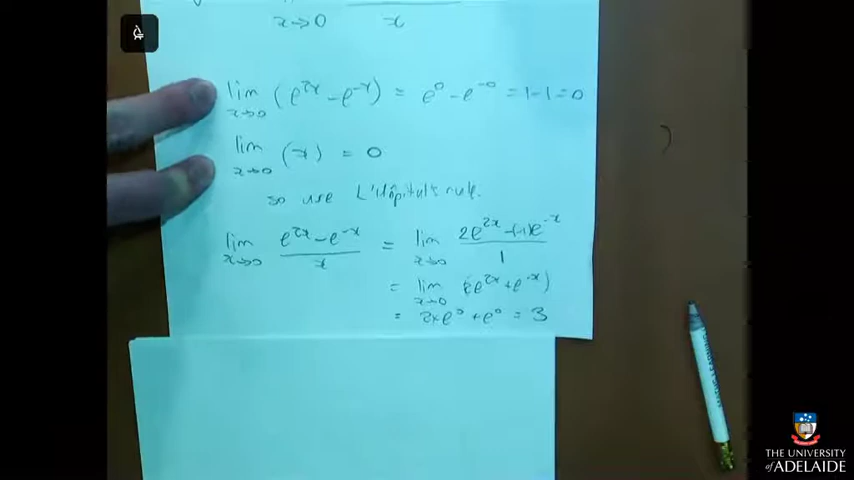 x→0 x
lim (e^{2x} - e^{-x}) = e^0 - e^{-0} = 1-1 = 0
x→0
lim (x) = 0
x→0
so use L'Hôpital's rule.
lim e^{2x} - e^{-x} / x = lim 2e^{2x} - (-1)e^{-x} / 1
x→0 x→0
= lim (2e^{2x} + e^{-x})
x→0
= 2×e^0 + e^0 = 3
THE UNIVERSITY
of ADELAIDE